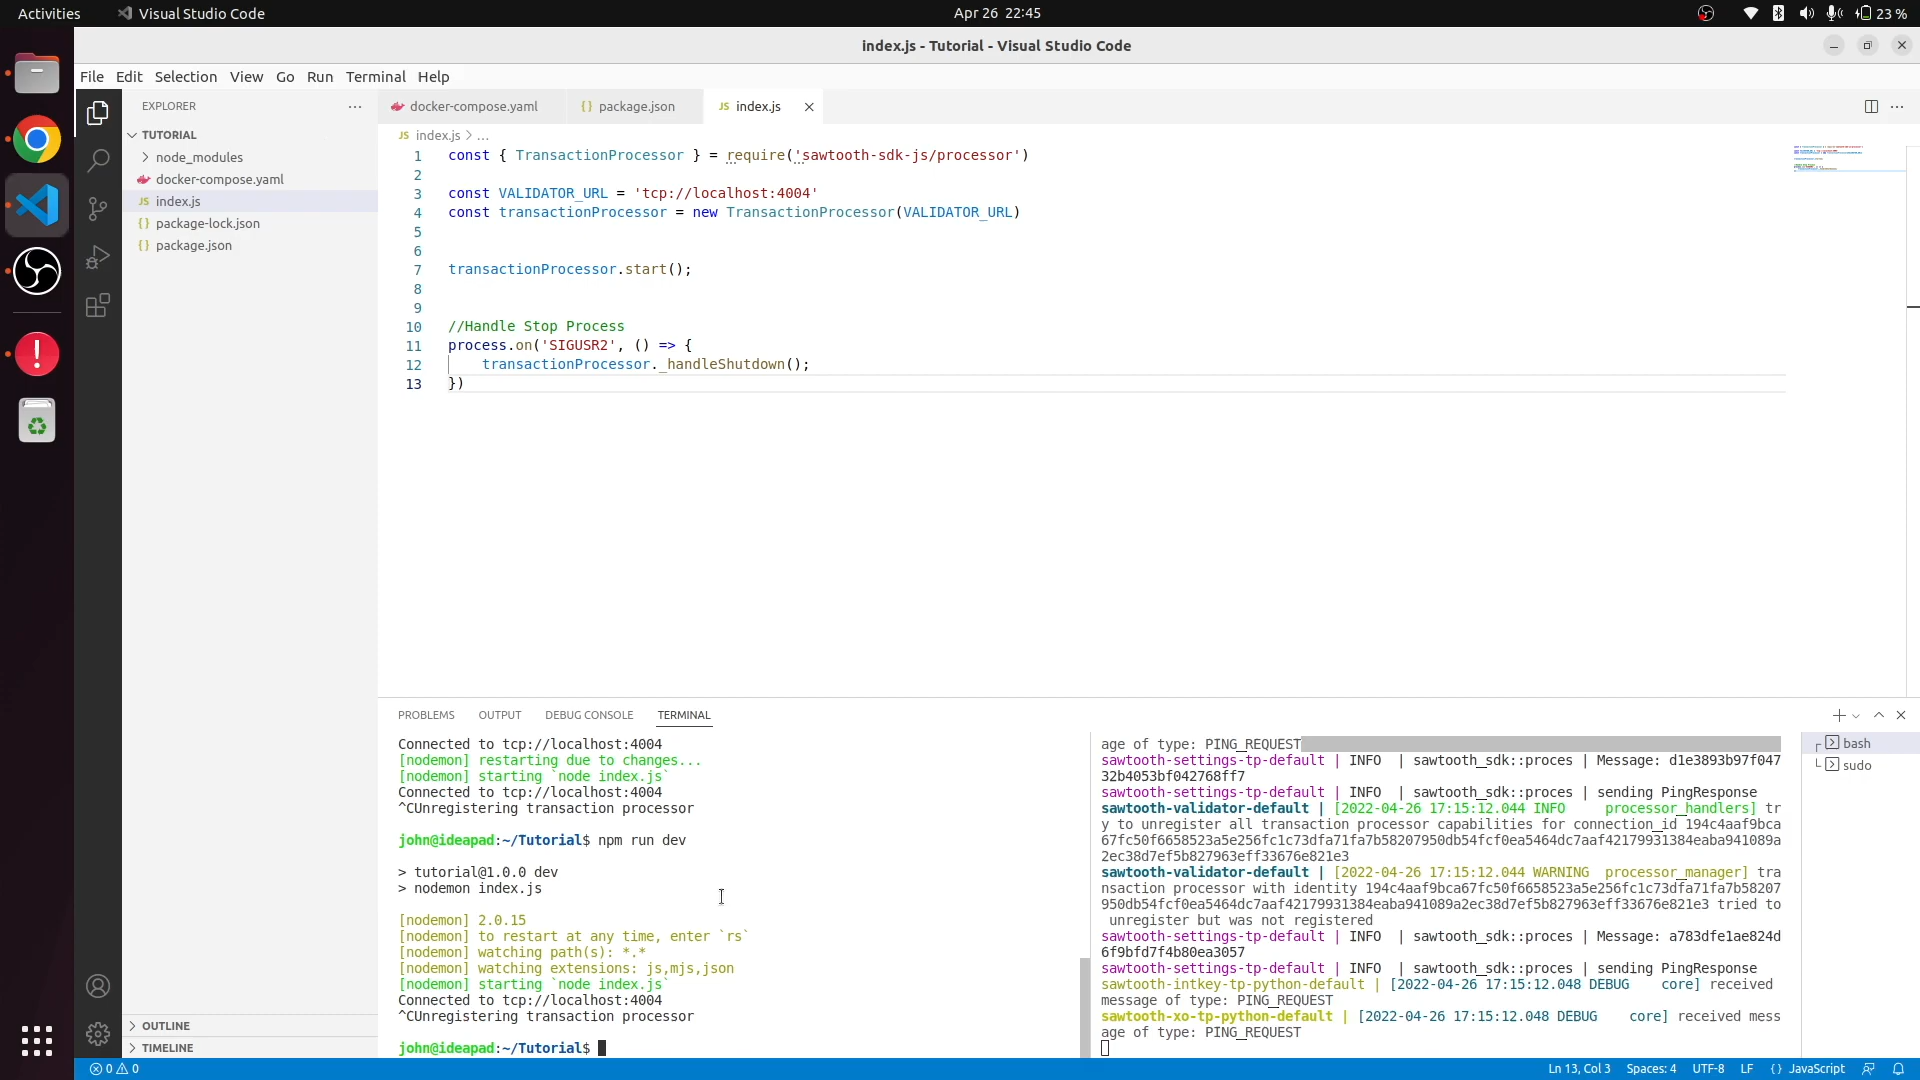 Activities
Visual Studio Code
Apr 26 22:45
23 %
index.js - Tutorial - Visual Studio Code
File Edit Selection View Go Run Terminal Help
EXPLORER
TUTORIAL
node_modules
docker-compose.yaml
JS index.js
{} package-lock.json
{} package.json
OUTLINE
TIMELINE
docker-compose.yaml
{} package.json
JS index.js
JS index.js > ...
1 const { TransactionProcessor } = require('sawtooth-sdk-js/processor')
2
3 const VALIDATOR_URL = 'tcp://localhost:4004'
4 const transactionProcessor = new TransactionProcessor(VALIDATOR_URL)
5
6
7 transactionProcessor.start();
8
9
10 //Handle Stop Process
11 process.on('SIGUSR2', () => {
12 transactionProcessor._handleShutdown();
13 })
PROBLEMS OUTPUT DEBUG CONSOLE TERMINAL
Connected to tcp://localhost:4004
[nodemon] restarting due to changes...
[nodemon] starting `node index.js`
Connected to tcp://localhost:4004
^CUnregistering transaction processor
john@ideapad:~/Tutorial$ npm run dev
> tutorial@1.0.0 dev
> nodemon index.js
[nodemon] 2.0.15
[nodemon] to restart at any time, enter `rs`
[nodemon] watching path(s): *.*
[nodemon] watching extensions: js,mjs,json
[nodemon] starting `node index.js`
Connected to tcp://localhost:4004
^CUnregistering transaction processor
john@ideapad:~/Tutorial$
age of type: PING_REQUEST
sawtooth-settings-tp-default | INFO | sawtooth_sdk::proces | Message: d1e3893b97f047
32b4053bf042768ff7
sawtooth-settings-tp-default | INFO | sawtooth_sdk::proces | sending PingResponse
sawtooth-validator-default | [2022-04-26 17:15:12.044 INFO processor_handlers] tr
y to unregister all transaction processor capabilities for connection_id 194c4aaf9bca
67fc50f6658523a5e256fc1c73dfa71fa7b58207950db54fcf0ea5464dc7aaf42179931384eaba941089a
2ec38d7ef5b827963eff33676e821e3
sawtooth-validator-default | [2022-04-26 17:15:12.044 WARNING processor_manager] tra
nsaction processor with identity 194c4aaf9bca67fc50f6658523a5e256fc1c73dfa71fa7b58207
950db54fcf0ea5464dc7aaf42179931384eaba941089a2ec38d7ef5b827963eff33676e821e3 tried to
unregister but was not registered
sawtooth-settings-tp-default | INFO | sawtooth_sdk::proces | Message: a783dfe1ae824d
6f9bfd7f4b80ea3057
sawtooth-settings-tp-default | INFO | sawtooth_sdk::proces | sending PingResponse
sawtooth-intkey-tp-python-default | [2022-04-26 17:15:12.048 DEBUG core] received
message of type: PING_REQUEST
sawtooth-xo-tp-python-default | [2022-04-26 17:15:12.048 DEBUG core] received mess
age of type: PING_REQUEST
bash
sudo
0 0
Ln 13, Col 3 Spaces: 4 UTF-8 LF {} JavaScript